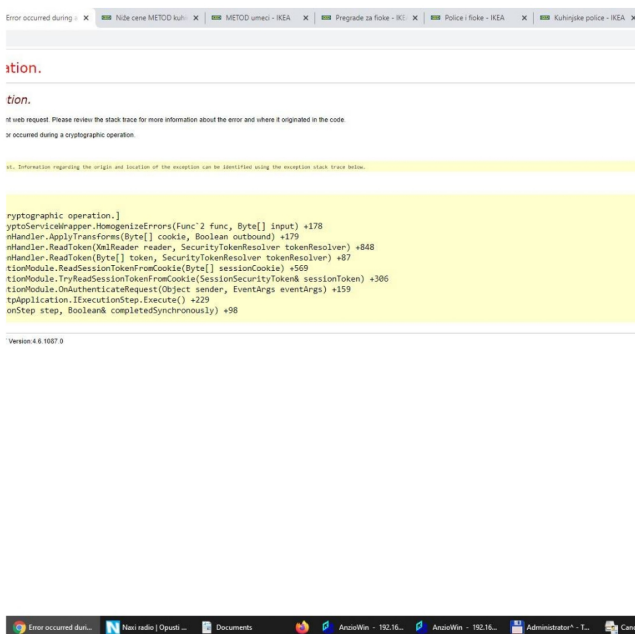 Error occurred during a
Niže cene METOD kuh
METOD umeci - IKEA
Pregrade za fioke - IKE
Police i fioke - IKEA
Kuhinjske police - IKEA
ation.
tion.
nt web request. Please review the stack trace for more information about the error and where it originated in the code.
or occurred during a cryptographic operation.
st. Information regarding the origin and location of the exception can be identified using the exception stack trace below.
ryptographic operation.]
yptoServiceWrapper.HomogenizeErrors(Func`2 func, Byte[] input) +178
nHandler.ApplyTransforms(Byte[] cookie, Boolean outbound) +179
nHandler.ReadToken(XmlReader reader, SecurityTokenResolver tokenResolver) +848
nHandler.ReadToken(Byte[] token, SecurityTokenResolver tokenResolver) +87
tionModule.ReadSessionTokenFromCookie(Byte[] sessionCookie) +569
tionModule.TryReadSessionTokenFromCookie(SessionSecurityToken& sessionToken) +306
tionModule.OnAuthenticateRequest(Object sender, EventArgs eventArgs) +159
tpApplication.IExecutionStep.Execute() +229
onStep step, Boolean& completedSynchronously) +98
Version:4.6.1087.0
Error occurred duri...
Naxi radio | Opusti ...
Documents
AnzioWin - 192.16...
AnzioWin - 192.16...
Administrator^ - T...
Cano